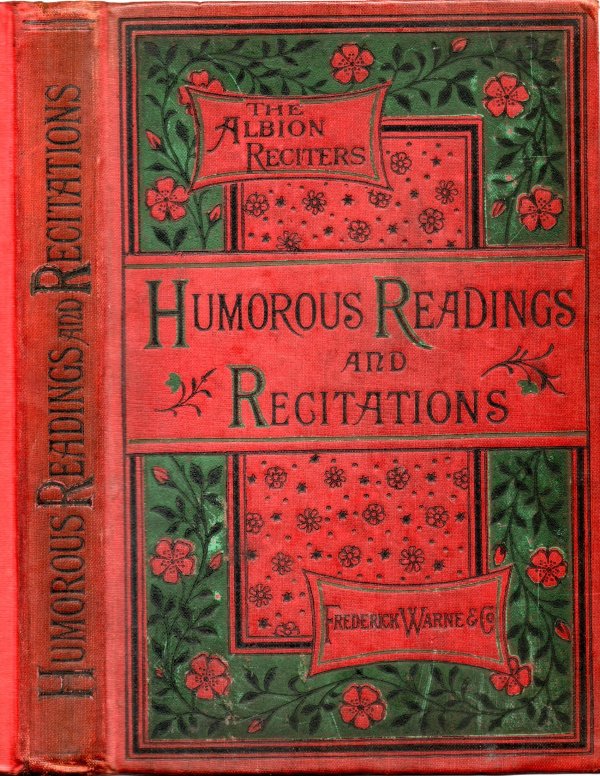 HUMOROUS READINGS AND RECITATIONS
THE
ALBION
RECITERS
HUMOROUS READINGS
AND
RECITATIONS
FREDERICK WARNE & CO